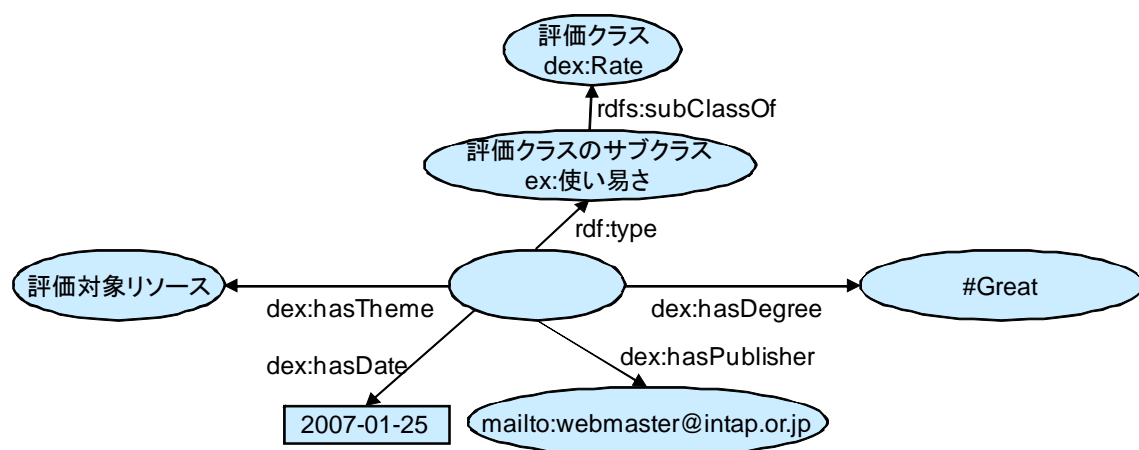 評価クラス
dex:Rate
rdfs:subClassOf
評価クラスのサブクラス
ex:使い易さ
rdf:type
評価対象リソース
#Great
dex:hasTheme
dex:hasDegree
dex:hasDate
dex:hasPublisher
2007-01-25
mailto:webmaster@intap.or.jp